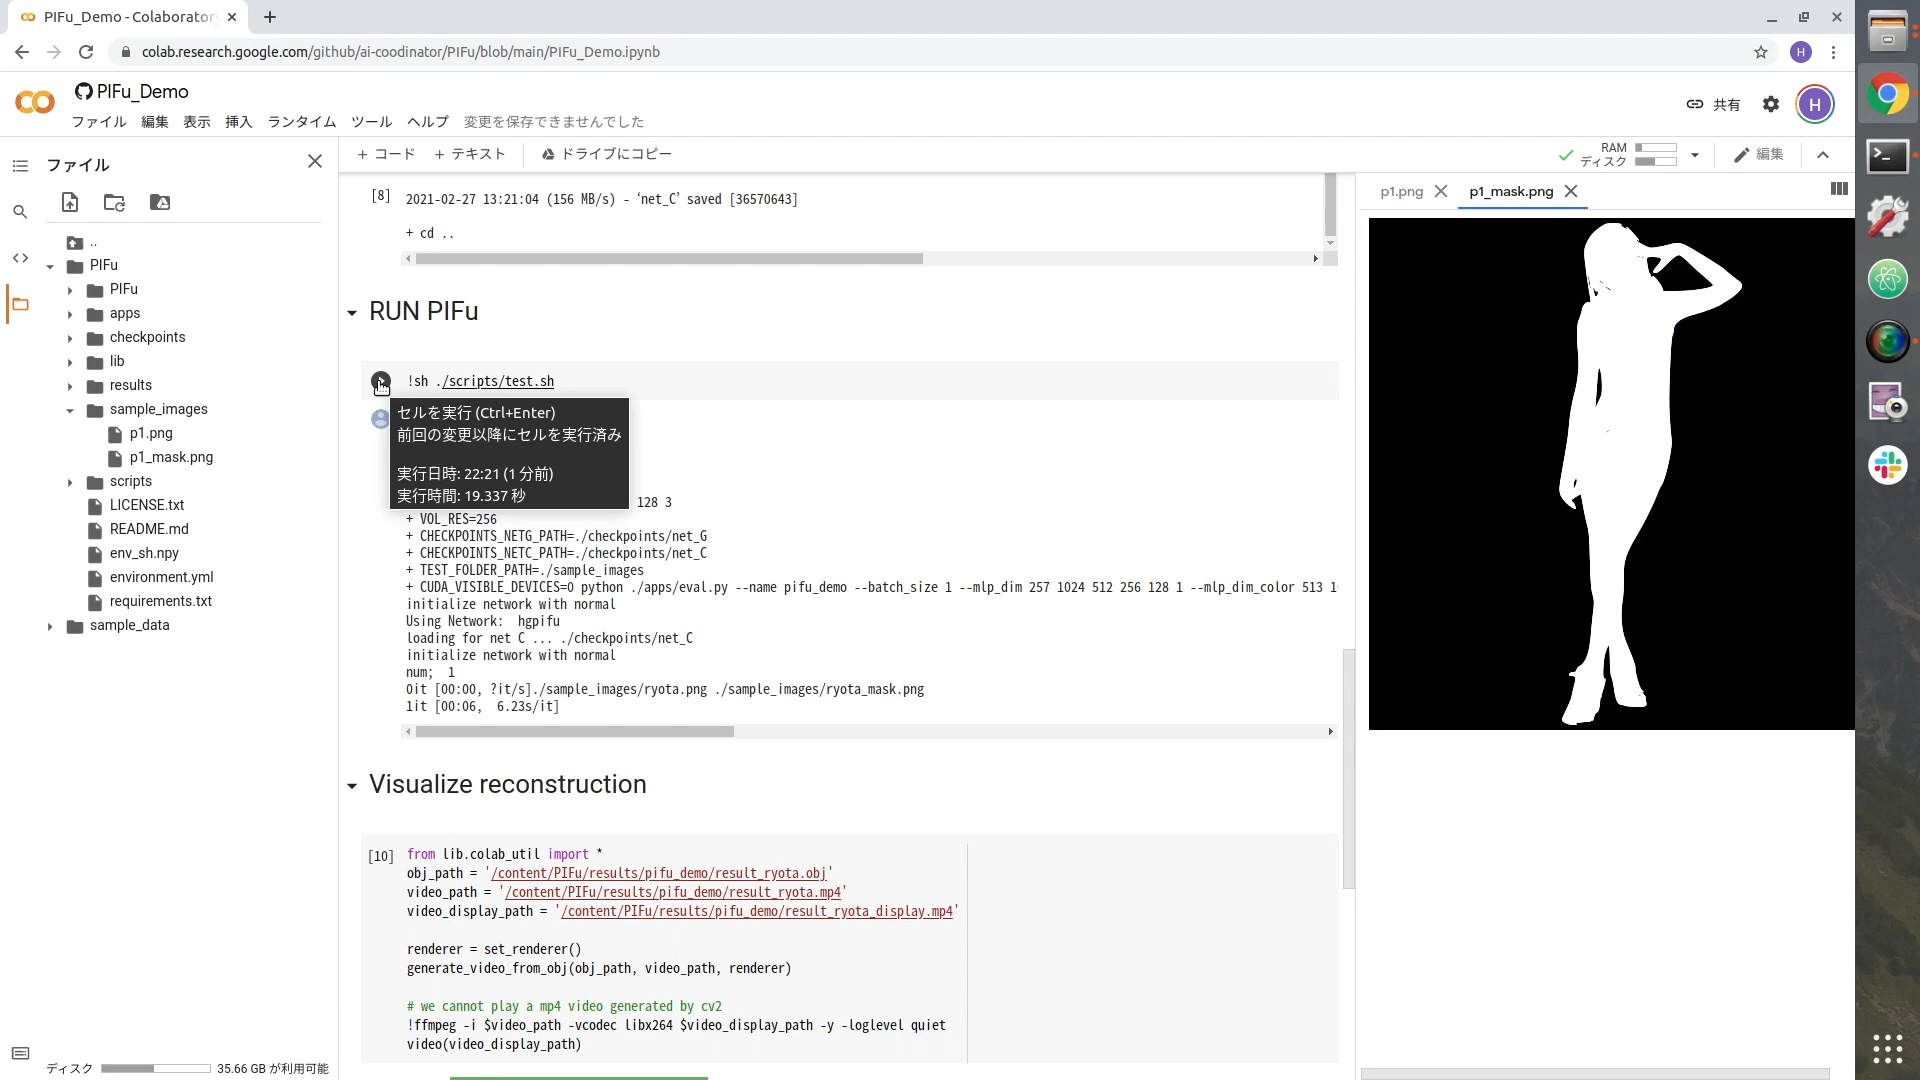 PIFu_Demo - Colaborator
colab.research.google.com/github/ai-coodinator/PIFu/blob/main/PIFu_Demo.ipynb
H
PIFu_Demo
ファイル 編集 表示 挿入 ランタイム ツール ヘルプ 変更を保存できませんでした
共有
H
ファイル
+ コード + テキスト ドライブにコピー
RAM
ディスク
編集
..
PIFu
PIFu
apps
checkpoints
lib
results
sample_images
p1.png
p1_mask.png
scripts
LICENSE.txt
README.md
env_sh.npy
environment.yml
requirements.txt
sample_data
ディスク 35.66 GB が利用可能
[8] 2021-02-27 13:21:04 (156 MB/s) - ‘net_C’ saved [36570643]
+ cd ..
RUN PIFu
!sh ./scripts/test.sh
セルを実行 (Ctrl+Enter)
前回の変更以降にセルを実行済み
実行日時: 22:21 (1 分前)
実行時間: 19.337 秒
128 3
+ VOL_RES=256
+ CHECKPOINTS_NETG_PATH=./checkpoints/net_G
+ CHECKPOINTS_NETC_PATH=./checkpoints/net_C
+ TEST_FOLDER_PATH=./sample_images
+ CUDA_VISIBLE_DEVICES=0 python ./apps/eval.py --name pifu_demo --batch_size 1 --mlp_dim 257 1024 512 256 128 1 --mlp_dim_color 513 1
initialize network with normal
Using Network: hgpifu
loading for net C ... ./checkpoints/net_C
initialize network with normal
num; 1
0it [00:00, ?it/s]./sample_images/ryota.png ./sample_images/ryota_mask.png
1it [00:06, 6.23s/it]
Visualize reconstruction
[10] from lib.colab_util import *
obj_path = '/content/PIFu/results/pifu_demo/result_ryota.obj'
video_path = '/content/PIFu/results/pifu_demo/result_ryota.mp4'
video_display_path = '/content/PIFu/results/pifu_demo/result_ryota_display.mp4'
renderer = set_renderer()
generate_video_from_obj(obj_path, video_path, renderer)
# we cannot play a mp4 video generated by cv2
!ffmpeg -i $video_path -vcodec libx264 $video_display_path -y -loglevel quiet
video(video_display_path)
p1.png p1_mask.png